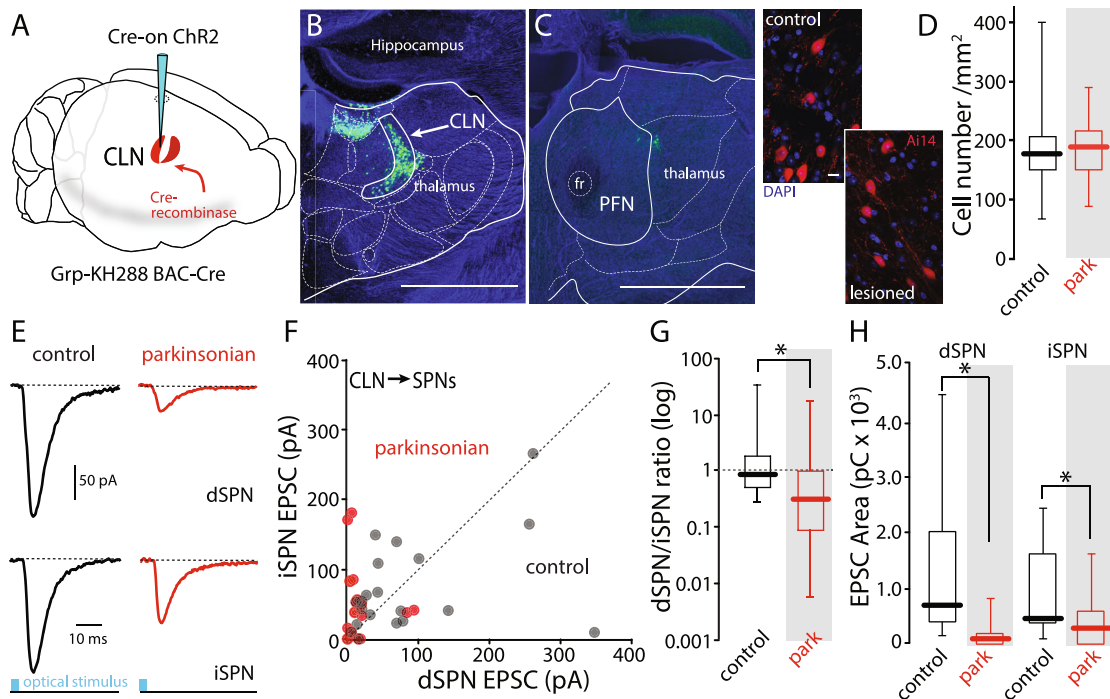 A
Cre-on ChR2
CLN
Cre-
recombinase
Grp-KH288 BAC-Cre
B
Hippocampus
CLN
thalamus
C
fr
PFN
thalamus
control
DAPI
Ai14
lesioned
D
Cell number /mm²
400
300
200
100
0
control
park
E
control
parkinsonian
50 pA
dSPN
10 ms
optical stimulus
iSPN
F
iSPN EPSC (pA)
400
300
200
100
0
CLN→SPNs
parkinsonian
control
0
100
200
300
400
dSPN EPSC (pA)
G
dSPN/iSPN ratio (log)
100
10
1
0.1
0.01
0.001
*
control
park
H
dSPN
iSPN
EPSC Area (pC x 10³)
5.0
4.0
3.0
2.0
1.0
0
*
*
control
park
control
park